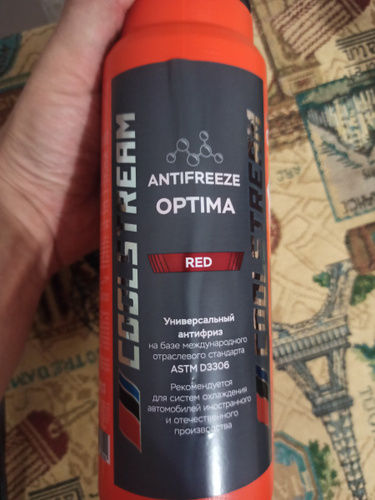 COOLSTREAM
ANTIFREEZE
OPTIMA
RED
Универсальный
антифриз
на базе международного
отраслевого стандарта
ASTM D3306
Рекомендуется
для систем охлаждения
автомобилей иностранного
и отечественного
производства
COOLSTREAM